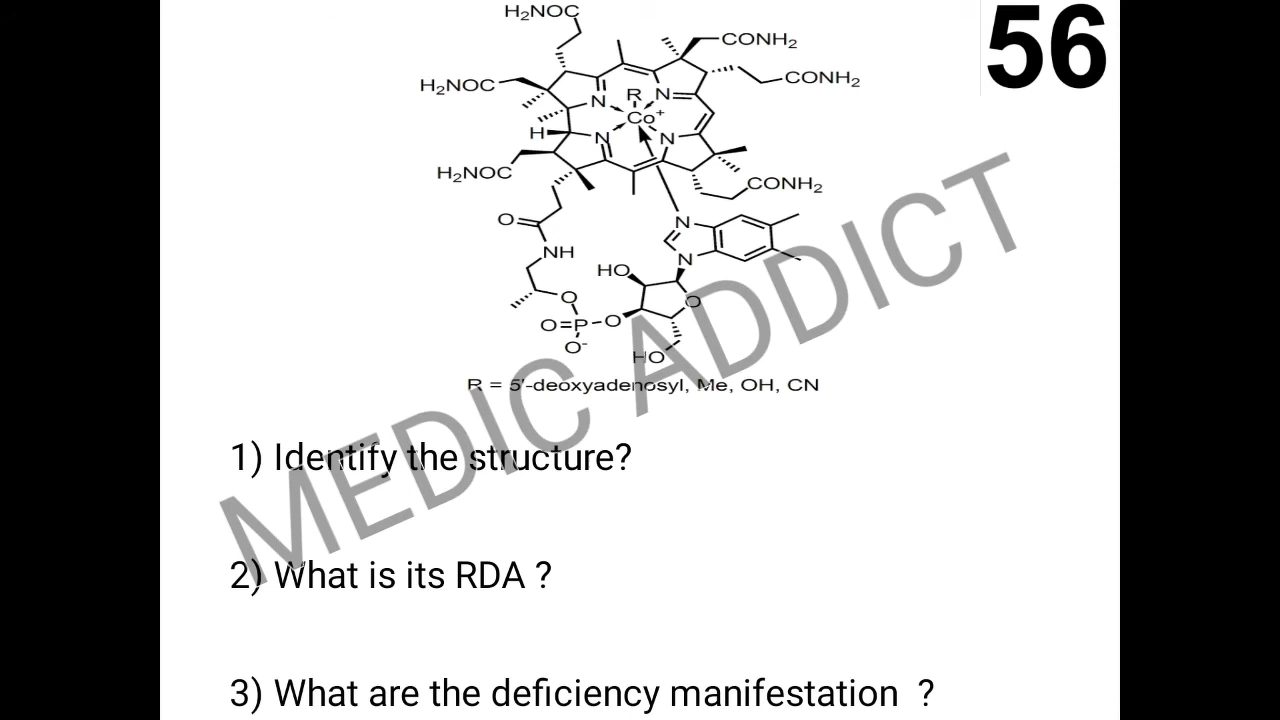 56
H₂NOC
CONH₂
H₂NOC
CONH₂
R
N
N
Co⁺
H
N
N
H₂NOC
CONH₂
O
N
NH
N
HO
O
O
O=P-O
O⁻
HO
R = 5'-deoxyadenosyl, Me, OH, CN
MEDIC ADDICT
1) Identify the structure?
2) What is its RDA ?
3) What are the deficiency manifestation ?